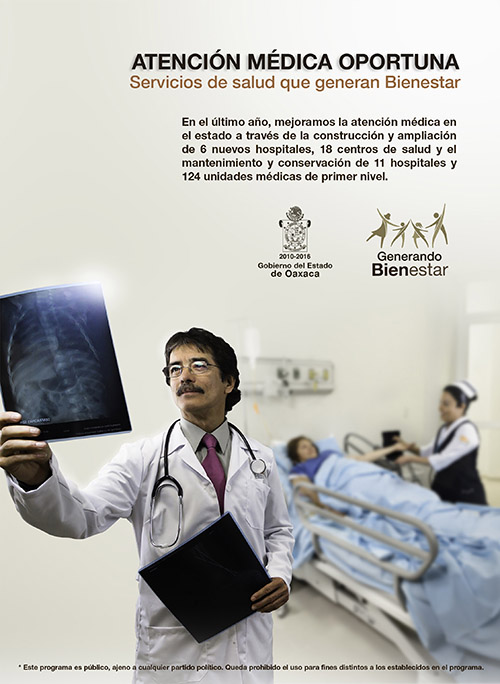 ATENCIÓN MÉDICA OPORTUNA
Servicios de salud que generan Bienestar
En el último año, mejoramos la atención médica en
el estado a través de la construcción y ampliación
de 6 nuevos hospitales, 18 centros de salud y el
mantenimiento y conservación de 11 hospitales y
124 unidades médicas de primer nivel.
2010-2016
Gobierno del Estado
de Oaxaca
Generando
Bienestar
* Este programa es público, ajeno a cualquier partido político. Queda prohibido el uso para fines distintos a los establecidos en el programa.